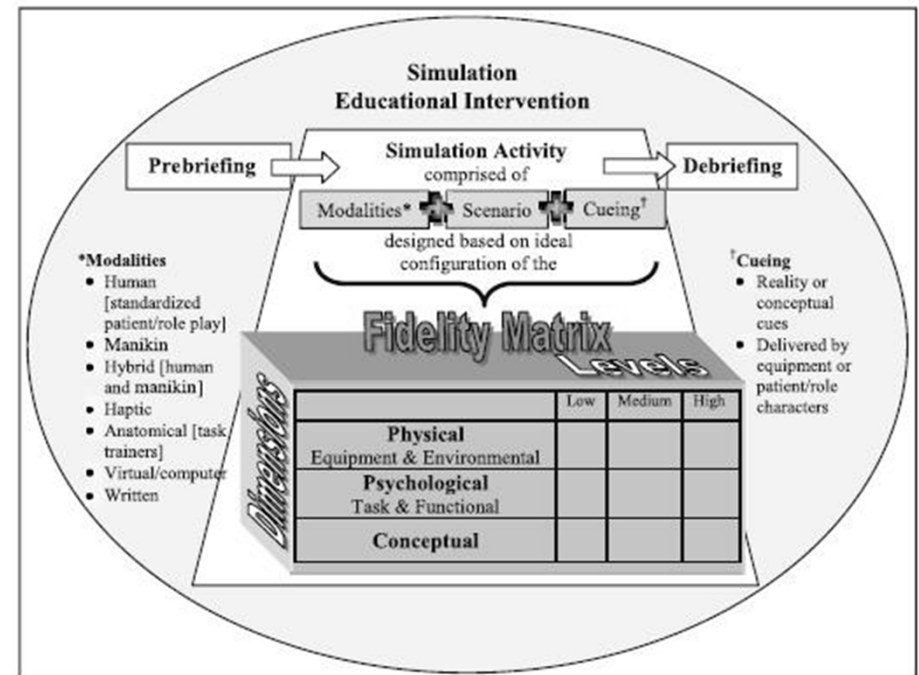 Simulation
Educational Intervention
Prebriefing
Simulation Activity
comprised of
Debriefing
Modalities*
Scenario
Cueing†
designed based on ideal
configuration of the
*Modalities
Human
[standardized
patient/role play]
Manikin
Hybrid [human
and manikin]
Haptic
Anatomical [task
trainers]
Virtual/computer
Written
†Cueing
Reality or
conceptual
cues
Delivered by
equipment or
patient/role
characters
Fidelity Matrix
Levels
Dimensions
Low Medium High
Physical
Equipment & Environmental
Psychological
Task & Functional
Conceptual